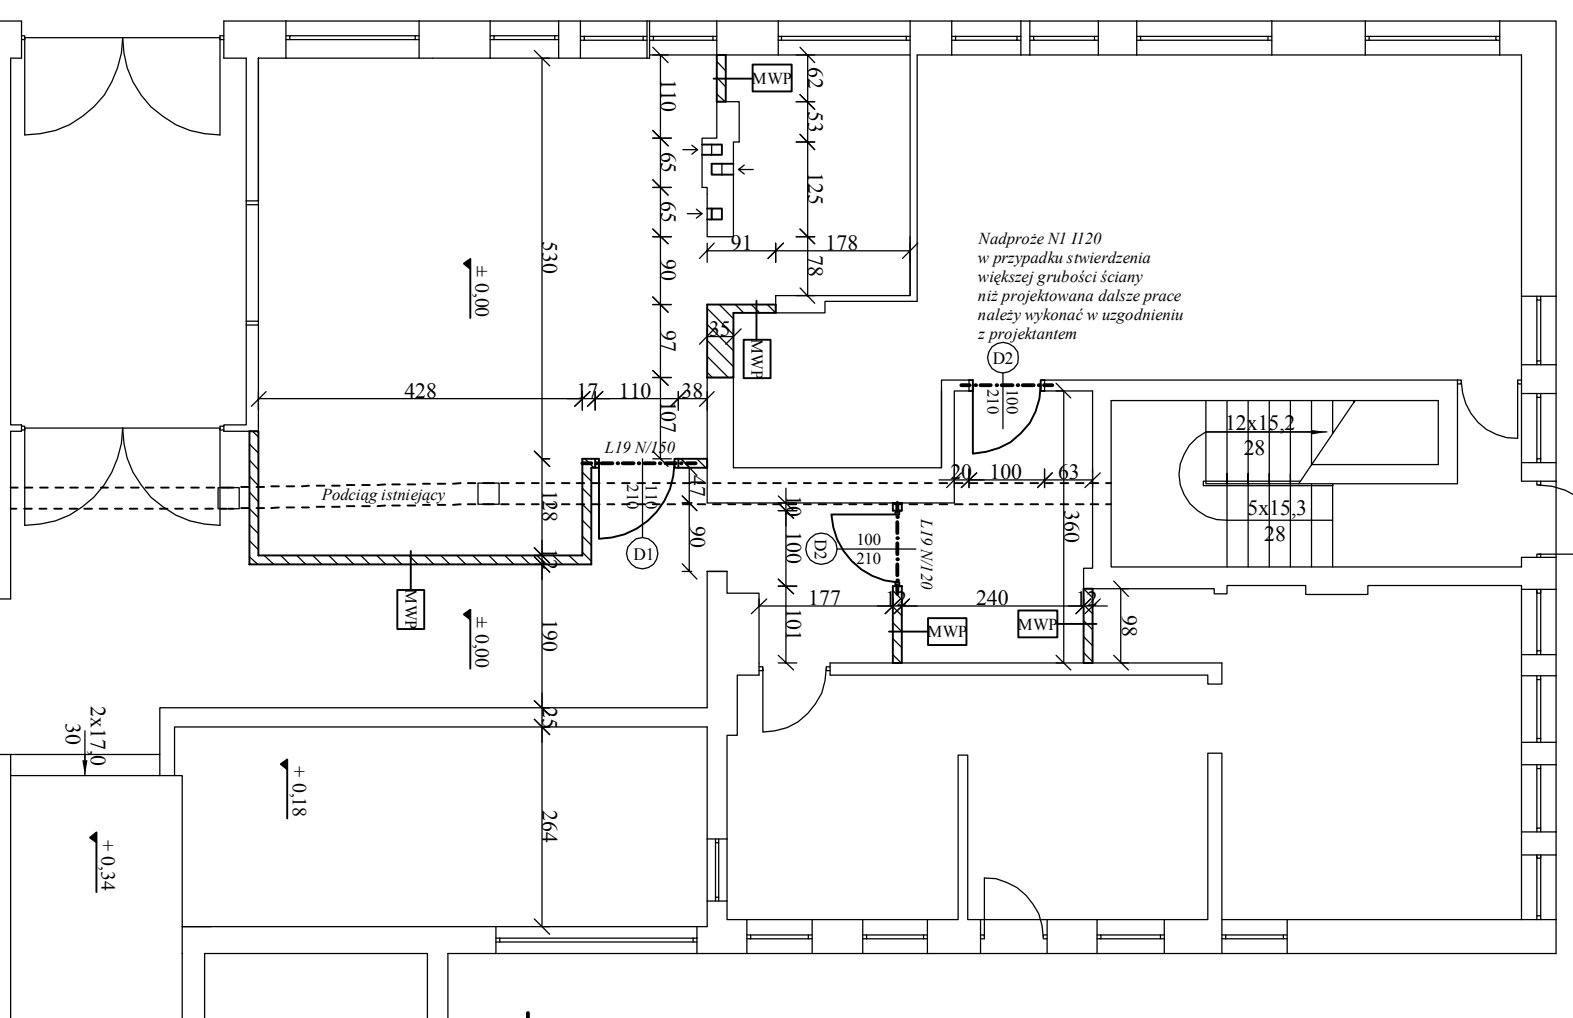 MWP
62
110
53
65
125
65
91
178
530
90
78
± 0,00
Nadproże N1 I120
w przypadku stwierdzenia
większej grubości ściany
niż projektowana dalsze prace
należy wykonać w uzgodnieniu
z projektantem
35
97
MWP
D2
428
17
110
38
107
100
210
12x15,2
28
L19 N/150
20
100
63
Podciąg istniejący
47
110
210
128
10
5x15,3
28
360
90
100
D2
100
210
L19 N/120
D1
12
MWP
177
12
240
12
± 0,00
190
101
MWP
MWP
98
2x17,0
30
25
+ 0,18
264
+ 0,34